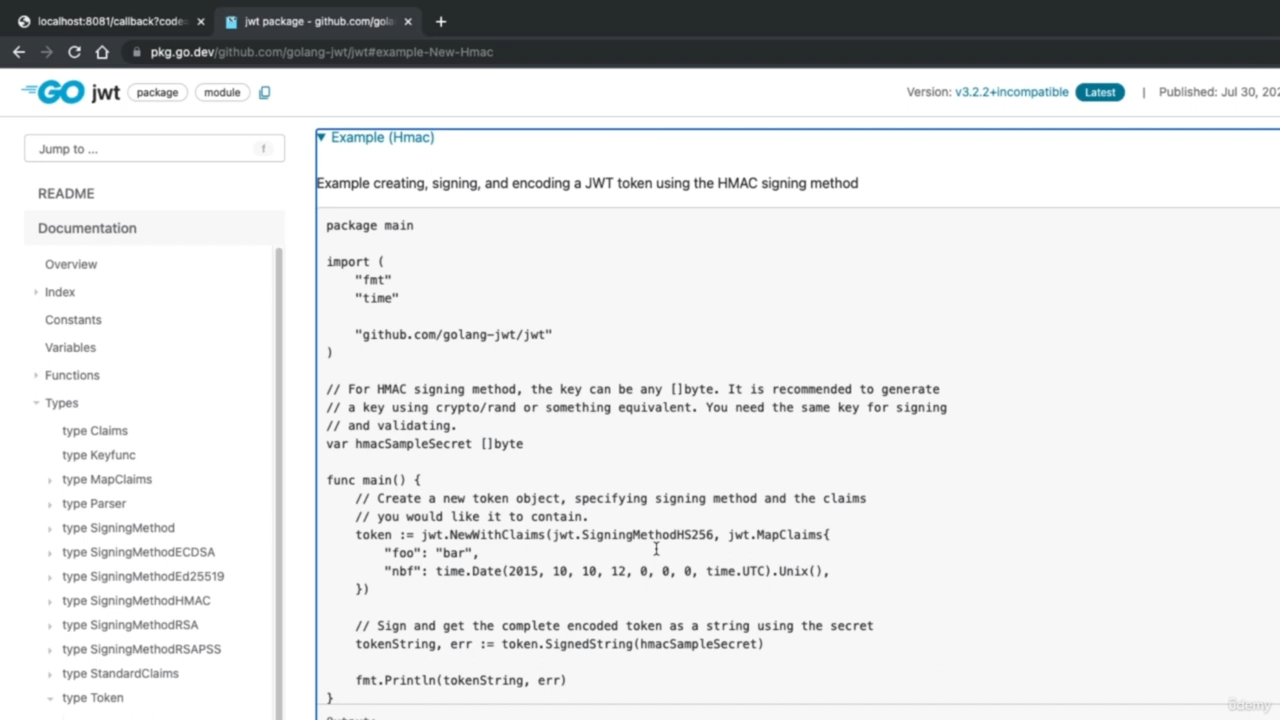 localhost:8081/callback?code=
jwt package - github.com/gola
pkg.go.dev/github.com/golang-jwt/jwt#example-New-Hmac
GO jwt package module
Version: v3.2.2+incompatible Latest | Published: Jul 30, 202
Jump to ... f
README
Documentation
Overview
Index
Constants
Variables
Functions
Types
type Claims
type Keyfunc
type MapClaims
type Parser
type SigningMethod
type SigningMethodECDSA
type SigningMethodEd25519
type SigningMethodHMAC
type SigningMethodRSA
type SigningMethodRSAPSS
type StandardClaims
type Token
Example (Hmac)
Example creating, signing, and encoding a JWT token using the HMAC signing method
package main
import (
"fmt"
"time"
"github.com/golang-jwt/jwt"
)
// For HMAC signing method, the key can be any []byte. It is recommended to generate
// a key using crypto/rand or something equivalent. You need the same key for signing
// and validating.
var hmacSampleSecret []byte
func main() {
// Create a new token object, specifying signing method and the claims
// you would like it to contain.
token := jwt.NewWithClaims(jwt.SigningMethodHS256, jwt.MapClaims{
"foo": "bar",
"nbf": time.Date(2015, 10, 10, 12, 0, 0, 0, time.UTC).Unix(),
})
// Sign and get the complete encoded token as a string using the secret
tokenString, err := token.SignedString(hmacSampleSecret)
fmt.Println(tokenString, err)
}
udemy